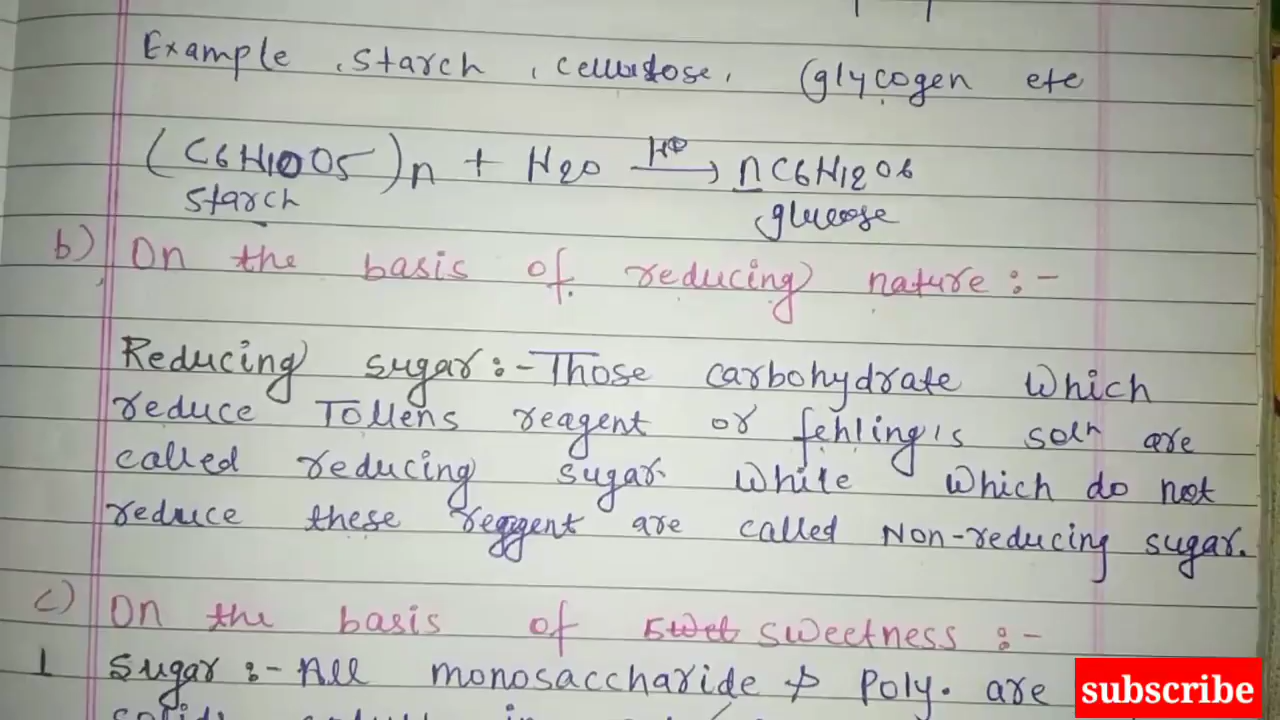 Example, starch, cellulose, glycogen etc
(C6H10O5)n + H2O H⊕ → nC6H12O6
starch glucose
b) On the basis of reducing nature :-
Reducing sugar :- Those carbohydrate which
reduce Tollens reagent or fehling's soln are
called reducing sugar. While which do not
reduce these reagent are called Non-reducing sugar.
c) On the basis of sweetness :-
1 Sugar :- All monosaccharide & Poly. are
subscribe